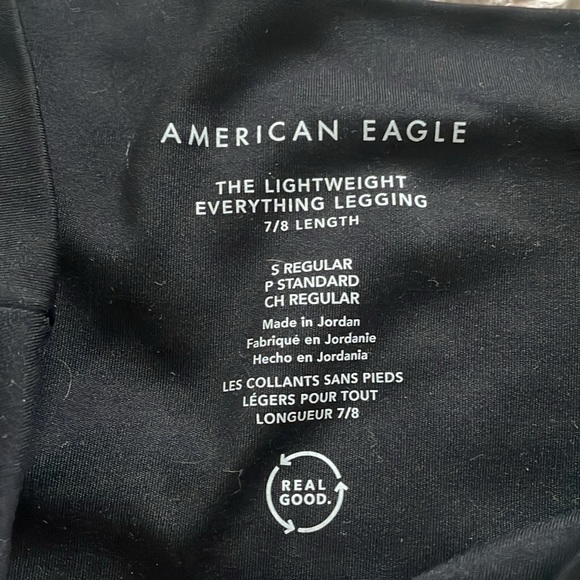 AMERICAN EAGLE
THE LIGHTWEIGHT
EVERYTHING LEGGING
7/8 LENGTH
S REGULAR
P STANDARD
CH REGULAR
Made in Jordan
Fabriqué en Jordanie
Hecho en Jordania
LES COLLANTS SANS PIEDS
LÉGERS POUR TOUT
LONGUEUR 7/8
REAL
GOOD.